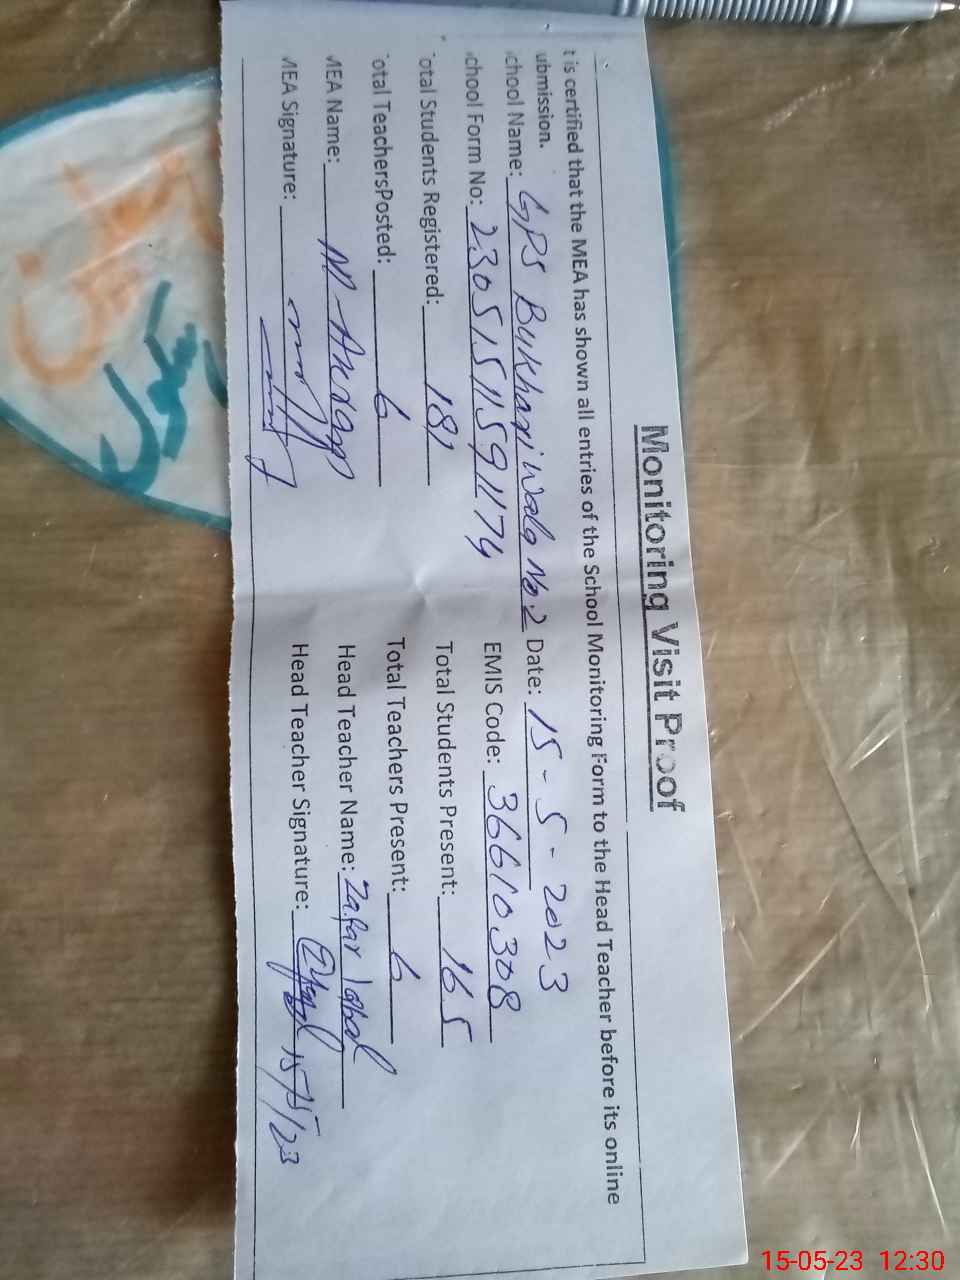 Monitoring Visit Proof
t is certified that the MEA has shown all entries of the School Monitoring Form to the Head Teacher before its online
ubmission.
chool Name: GPS Bukhari Wala No.2 Date: 15-5-2023
chool Form No: 230515115911174 EMIS Code: 36610308
otal Students Registered: 181 Total Students Present: 165
otal TeachersPosted: 6 Total Teachers Present: 6
MEA Name: M Head Teacher Name: Zafar Iqbal
MEA Signature: Head Teacher Signature: 15/5/23
15-05-23 12:30